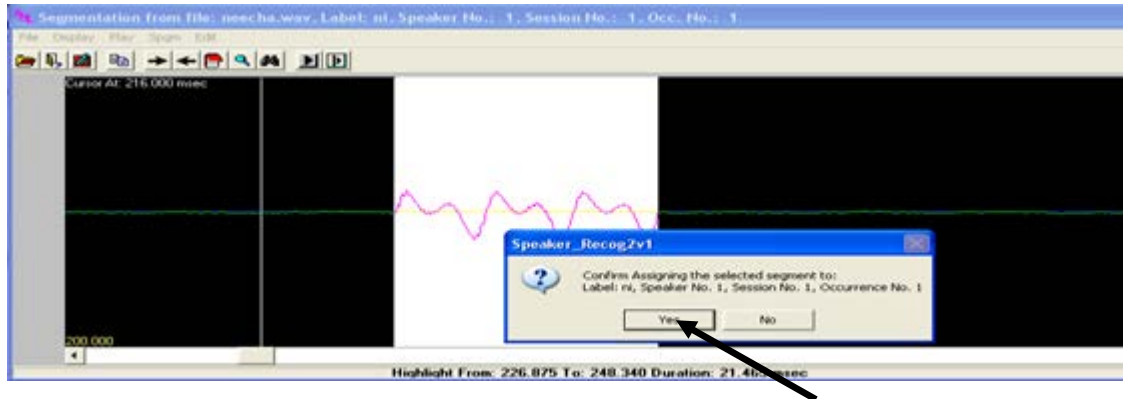 Segmentation from file: neecha.wav, Label: ni, Speaker No.: 1, Session No.: 1, Occ. No.: 1
File Display Play Spgm Edit
Cursor At: 216.000 msec
Speaker_Recog2v1
Confirm Assigning the selected segment to:
Label: ni, Speaker No. 1, Session No. 1, Occurrence No. 1
Yes No
200.000
Highlight From: 226.875 To: 248.340 Duration: 21.465 msec